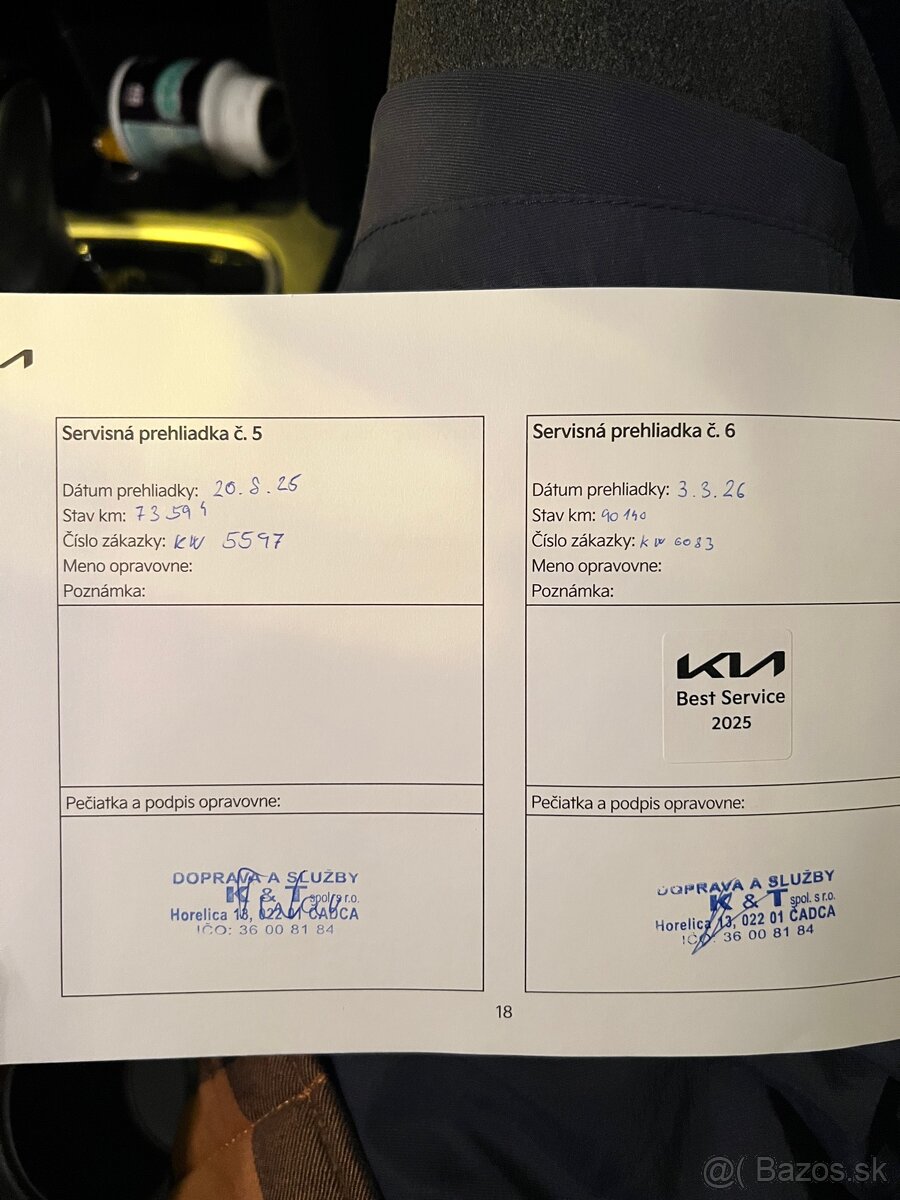 Servisná prehliadka č. 5
Dátum prehliadky: 20.8.25
Stav km: 73 594
Číslo zákazky: KW 5597
Meno opravovne:
Poznámka:
Pečiatka a podpis opravovne:
DOPRAVA A SLUŽBY
K & T spol. s r.o.
Horelica 13, 022 01 ČADCA
IČO: 36 00 81 84
Servisná prehliadka č. 6
Dátum prehliadky: 3.3.26
Stav km: 90 140
Číslo zákazky: KW 6083
Meno opravovne:
Poznámka:
KIA
Best Service
2025
Pečiatka a podpis opravovne:
DOPRAVA A SLUŽBY
K & T spol. s r.o.
Horelica 13, 022 01 ČADCA
IČO: 36 00 81 84
18
@( Bazos.sk